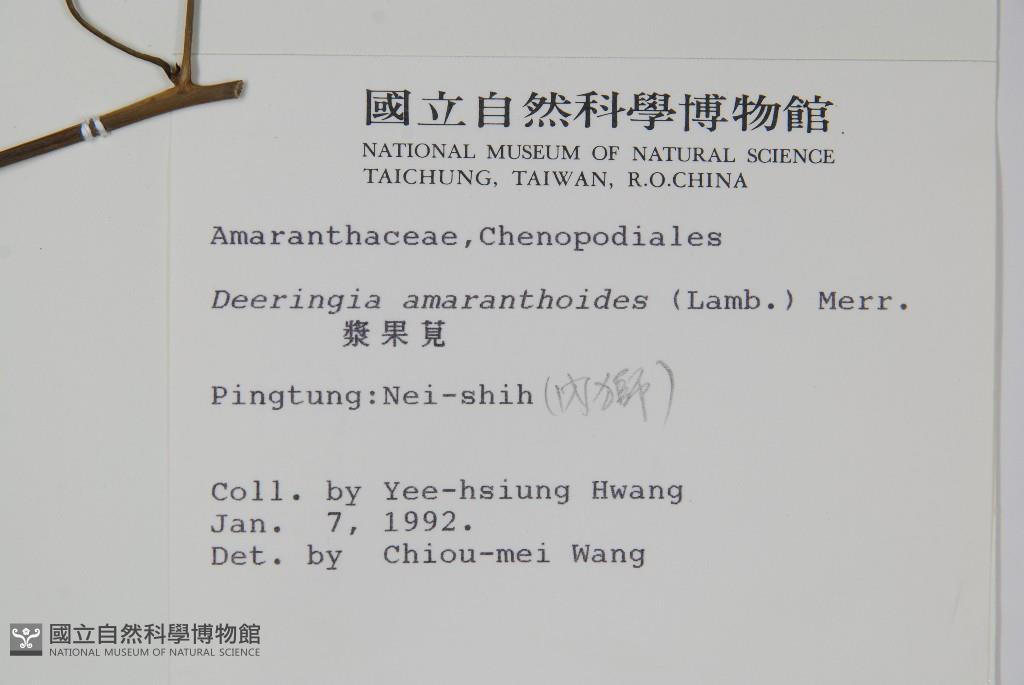 國立自然科學博物館
NATIONAL MUSEUM OF NATURAL SCIENCE
TAICHUNG, TAIWAN, R.O.CHINA
Amaranthaceae,Chenopodiales
Deeringia amaranthoides (Lamb.) Merr.
漿果莧
Pingtung:Nei-shih (內獅)
Coll. by Yee-hsiung Hwang
Jan. 7, 1992.
Det. by Chiou-mei Wang
國立自然科學博物館
NATIONAL MUSEUM OF NATURAL SCIENCE